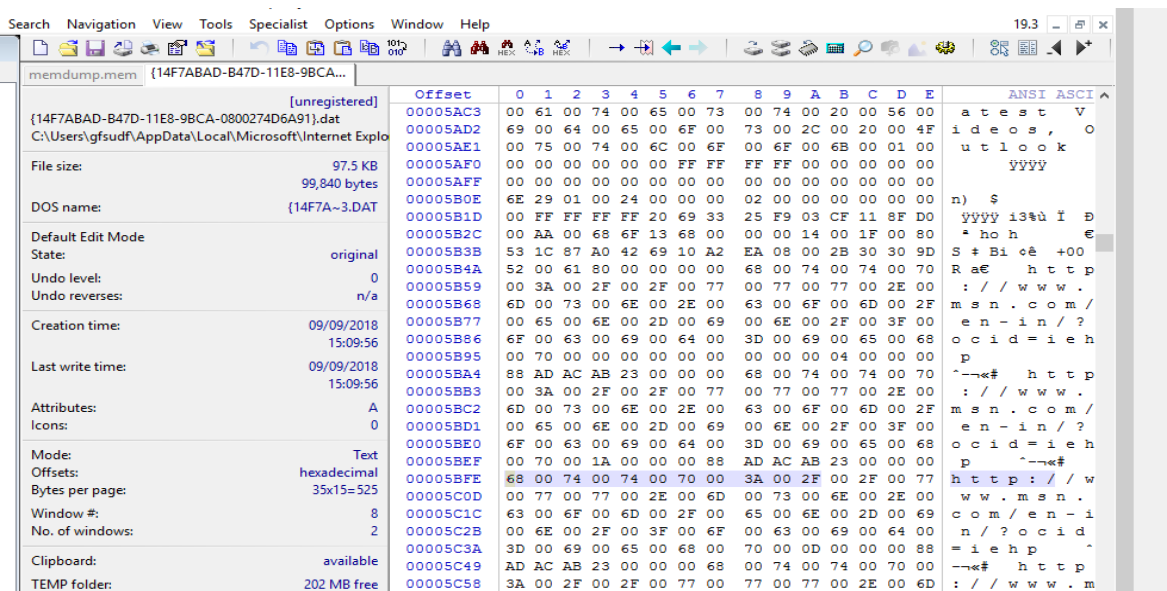 Search Navigation View Tools Specialist Options Window Help 19.3
memdump.mem {14F7ABAD-B47D-11E8-9BCA...
[unregistered]
{14F7ABAD-B47D-11E8-9BCA-0800274D6A91}.dat
C:\Users\gfsudf\AppData\Local\Microsoft\Internet Explo
File size: 97.5 KB
99,840 bytes
DOS name: {14F7A~3.DAT
Default Edit Mode
State: original
Undo level: 0
Undo reverses: n/a
Creation time: 09/09/2018
15:09:56
Last write time: 09/09/2018
15:09:56
Attributes: A
Icons: 0
Mode: Text
Offsets: hexadecimal
Bytes per page: 35x15=525
Window #: 8
No. of windows: 2
Clipboard: available
TEMP folder: 202 MB free
Offset 0 1 2 3 4 5 6 7 8 9 A B C D E ANSI ASCI
00005AC3 00 61 00 74 00 65 00 73 00 74 00 20 00 56 00 a t e s t V
00005AD2 69 00 64 00 65 00 6F 00 73 00 2C 00 20 00 4F i d e o s , O
00005AE1 00 75 00 74 00 6C 00 6F 00 6F 00 6B 00 01 00 u t l o o k
00005AF0 00 00 00 00 00 00 FF FF FF FF 00 00 00 00 00 ÿÿÿÿ
00005AFF 00 00 00 00 00 00 00 00 00 00 00 00 00 00 00
00005B0E 6E 29 01 00 24 00 00 00 02 00 00 00 00 00 00 n) $
00005B1D 00 FF FF FF FF 20 69 33 25 F9 03 CF 11 8F D0 ÿÿÿÿ i3%ù Ï Ð
00005B2C 00 AA 00 68 6F 13 68 00 00 00 14 00 1F 00 80 ª ho h €
00005B3B 53 1C 87 A0 42 69 10 A2 EA 08 00 2B 30 30 9D S ‡ Bi ¢ê +00
00005B4A 52 00 61 80 00 00 00 00 68 00 74 00 74 00 70 R a€ h t t p
00005B59 00 3A 00 2F 00 2F 00 77 00 77 00 77 00 2E 00 : / / w w w .
00005B68 6D 00 73 00 6E 00 2E 00 63 00 6F 00 6D 00 2F m s n . c o m /
00005B77 00 65 00 6E 00 2D 00 69 00 6E 00 2F 00 3F 00 e n - i n / ?
00005B86 6F 00 63 00 69 00 64 00 3D 00 69 00 65 00 68 o c i d = i e h
00005B95 00 70 00 00 00 00 00 00 00 00 00 04 00 00 00 p
00005BA4 88 AD AC AB 23 00 00 00 68 00 74 00 74 00 70 ˆ-¬«# h t t p
00005BB3 00 3A 00 2F 00 2F 00 77 00 77 00 77 00 2E 00 : / / w w w .
00005BC2 6D 00 73 00 6E 00 2E 00 63 00 6F 00 6D 00 2F m s n . c o m /
00005BD1 00 65 00 6E 00 2D 00 69 00 6E 00 2F 00 3F 00 e n - i n / ?
00005BE0 6F 00 63 00 69 00 64 00 3D 00 69 00 65 00 68 o c i d = i e h
00005BEF 00 70 00 1A 00 00 00 88 AD AC AB 23 00 00 00 p ˆ-¬«#
00005BFE 68 00 74 00 74 00 70 00 3A 00 2F 00 2F 00 77 h t t p : / / w
00005C0D 00 77 00 77 00 2E 00 6D 00 73 00 6E 00 2E 00 w w . m s n .
00005C1C 63 00 6F 00 6D 00 2F 00 65 00 6E 00 2D 00 69 c o m / e n - i
00005C2B 00 6E 00 2F 00 3F 00 6F 00 63 00 69 00 64 00 n / ? o c i d
00005C3A 3D 00 69 00 65 00 68 00 70 00 0D 00 00 00 88 = i e h p ˆ
00005C49 AD AC AB 23 00 00 00 68 00 74 00 74 00 70 00 -¬«# h t t p
00005C58 3A 00 2F 00 2F 00 77 00 77 00 77 00 2E 00 6D : / / w w w . m